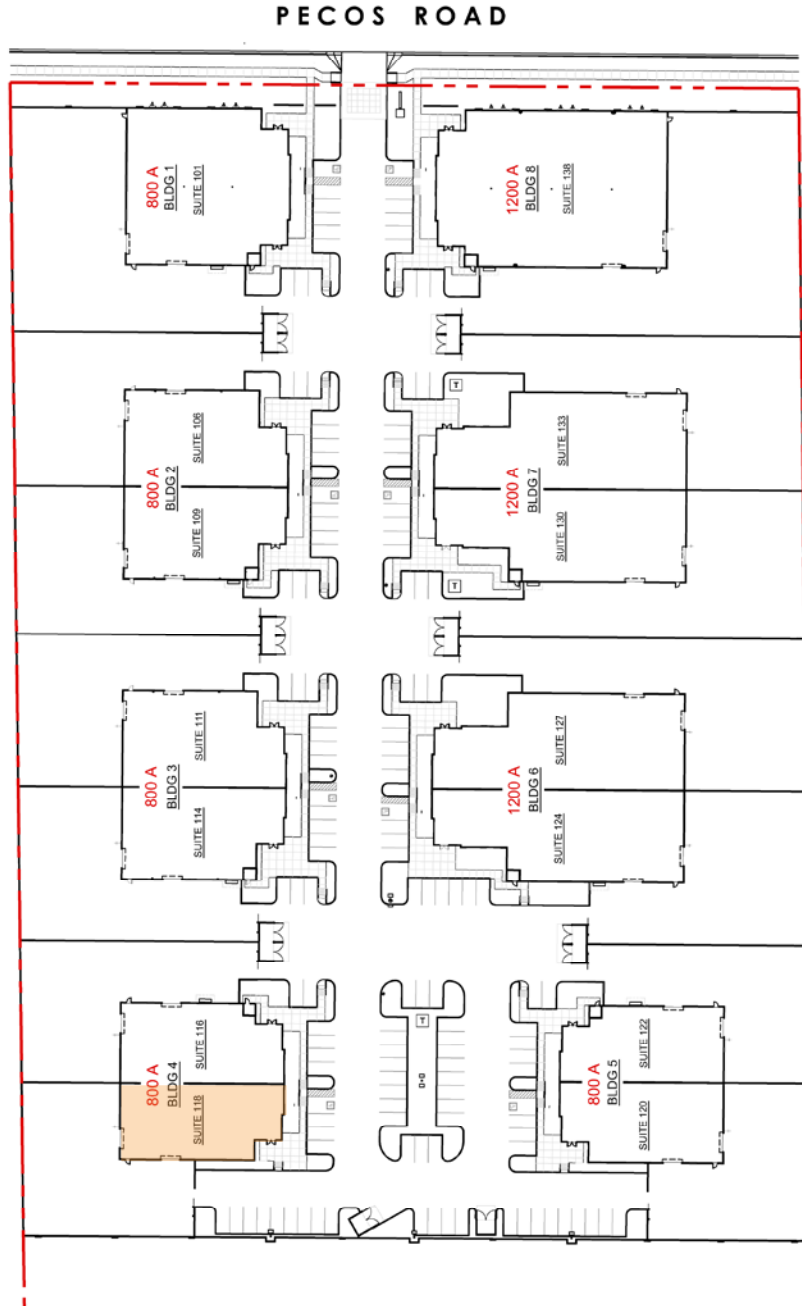 PECOS ROAD
800 A
BLDG 1
SUITE 101
1200 A
BLDG 8
SUITE 138
T
800 A
BLDG 2
SUITE 106
SUITE 109
1200 A
BLDG 7
SUITE 133
SUITE 130
T
800 A
BLDG 3
SUITE 111
SUITE 114
1200 A
BLDG 6
SUITE 127
SUITE 124
800 A
BLDG 4
SUITE 116
SUITE 118
T
800 A
BLDG 5
SUITE 122
SUITE 120